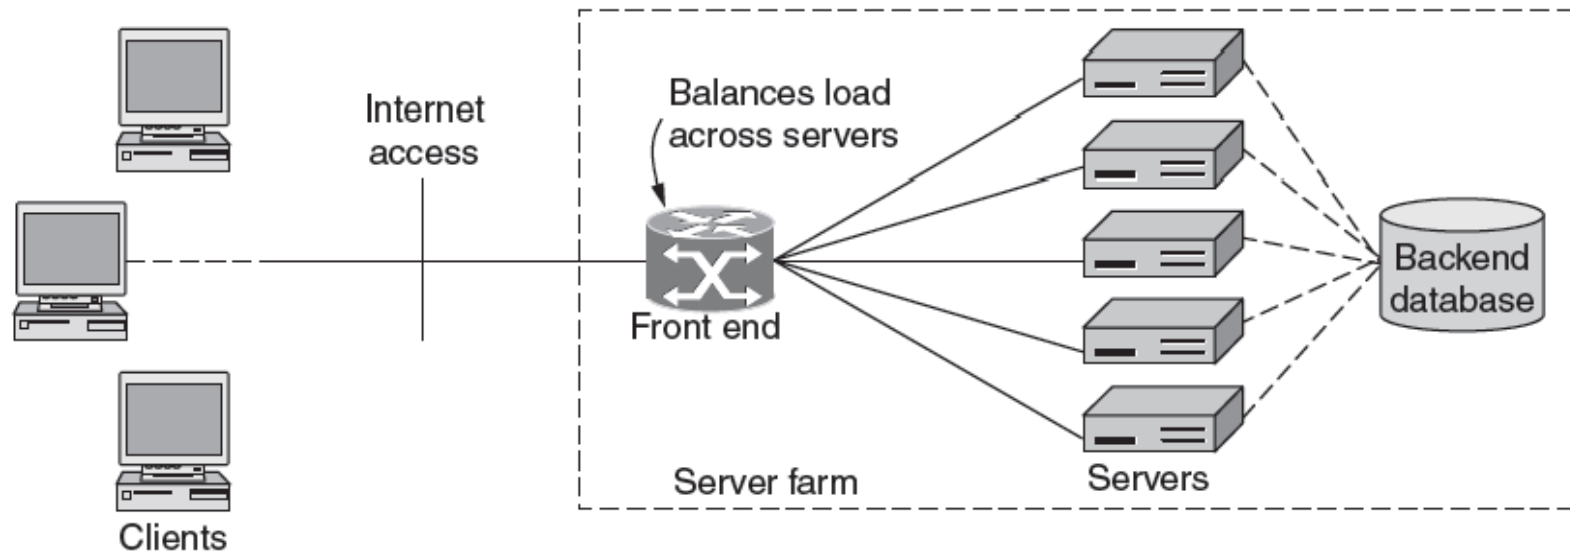 Internet
access
Balances load
across servers
Front end
Backend
database
Server farm
Servers
Clients